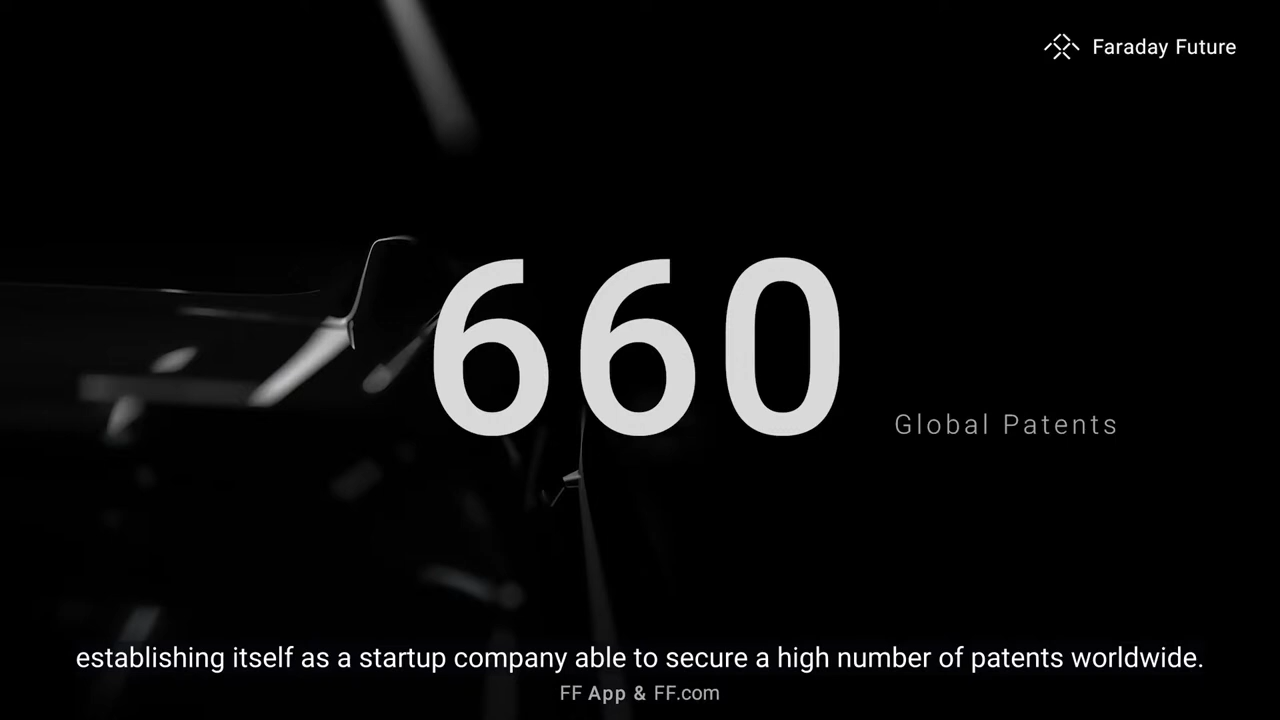 Faraday Future
660
Global Patents
establishing itself as a startup company able to secure a high number of patents worldwide.
FF App & FF.com